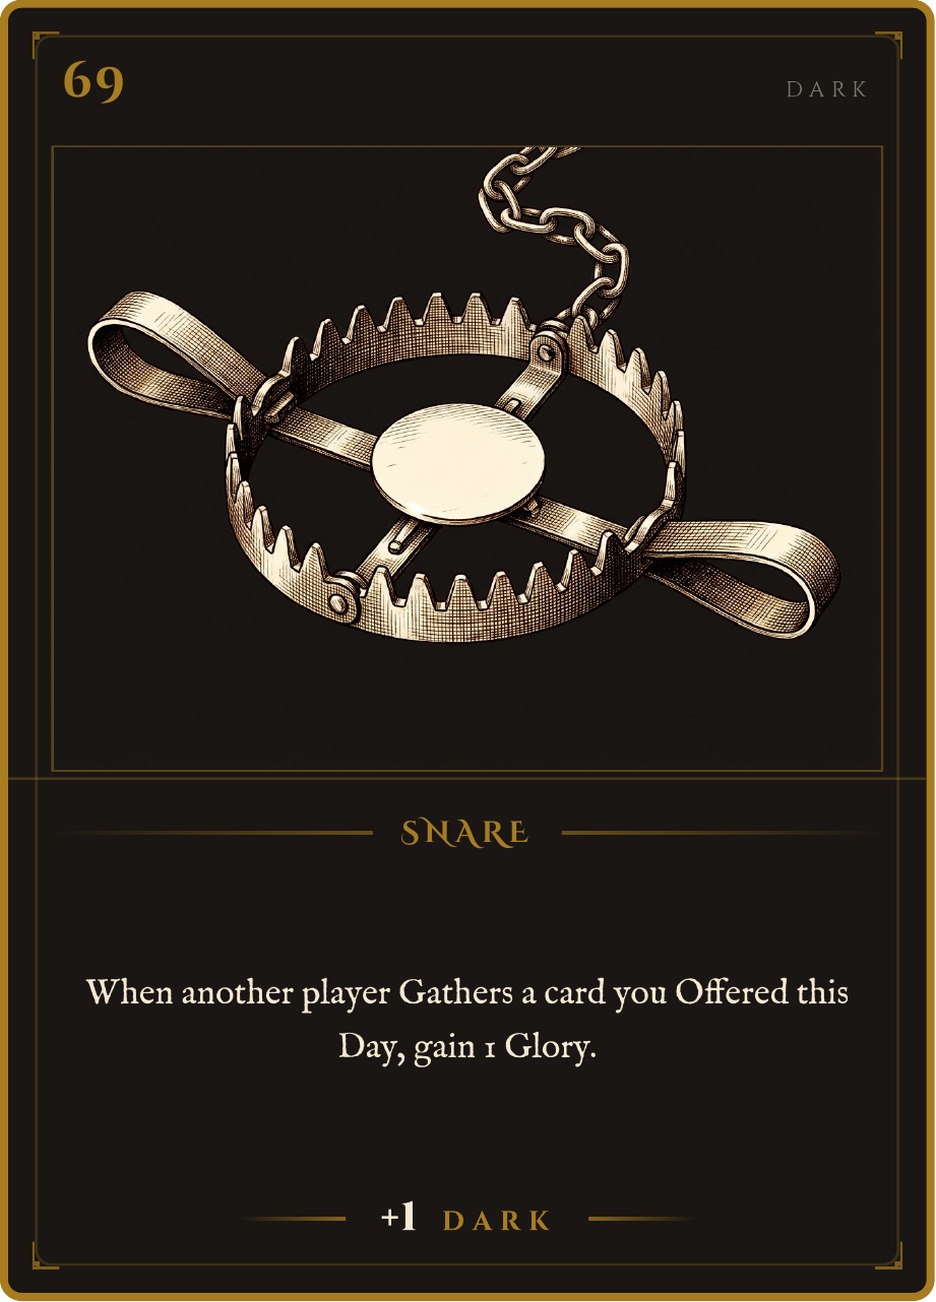 69
DARK
SNARE
When another player Gathers a card you Offered this
Day, gain 1 Glory.
+1 DARK